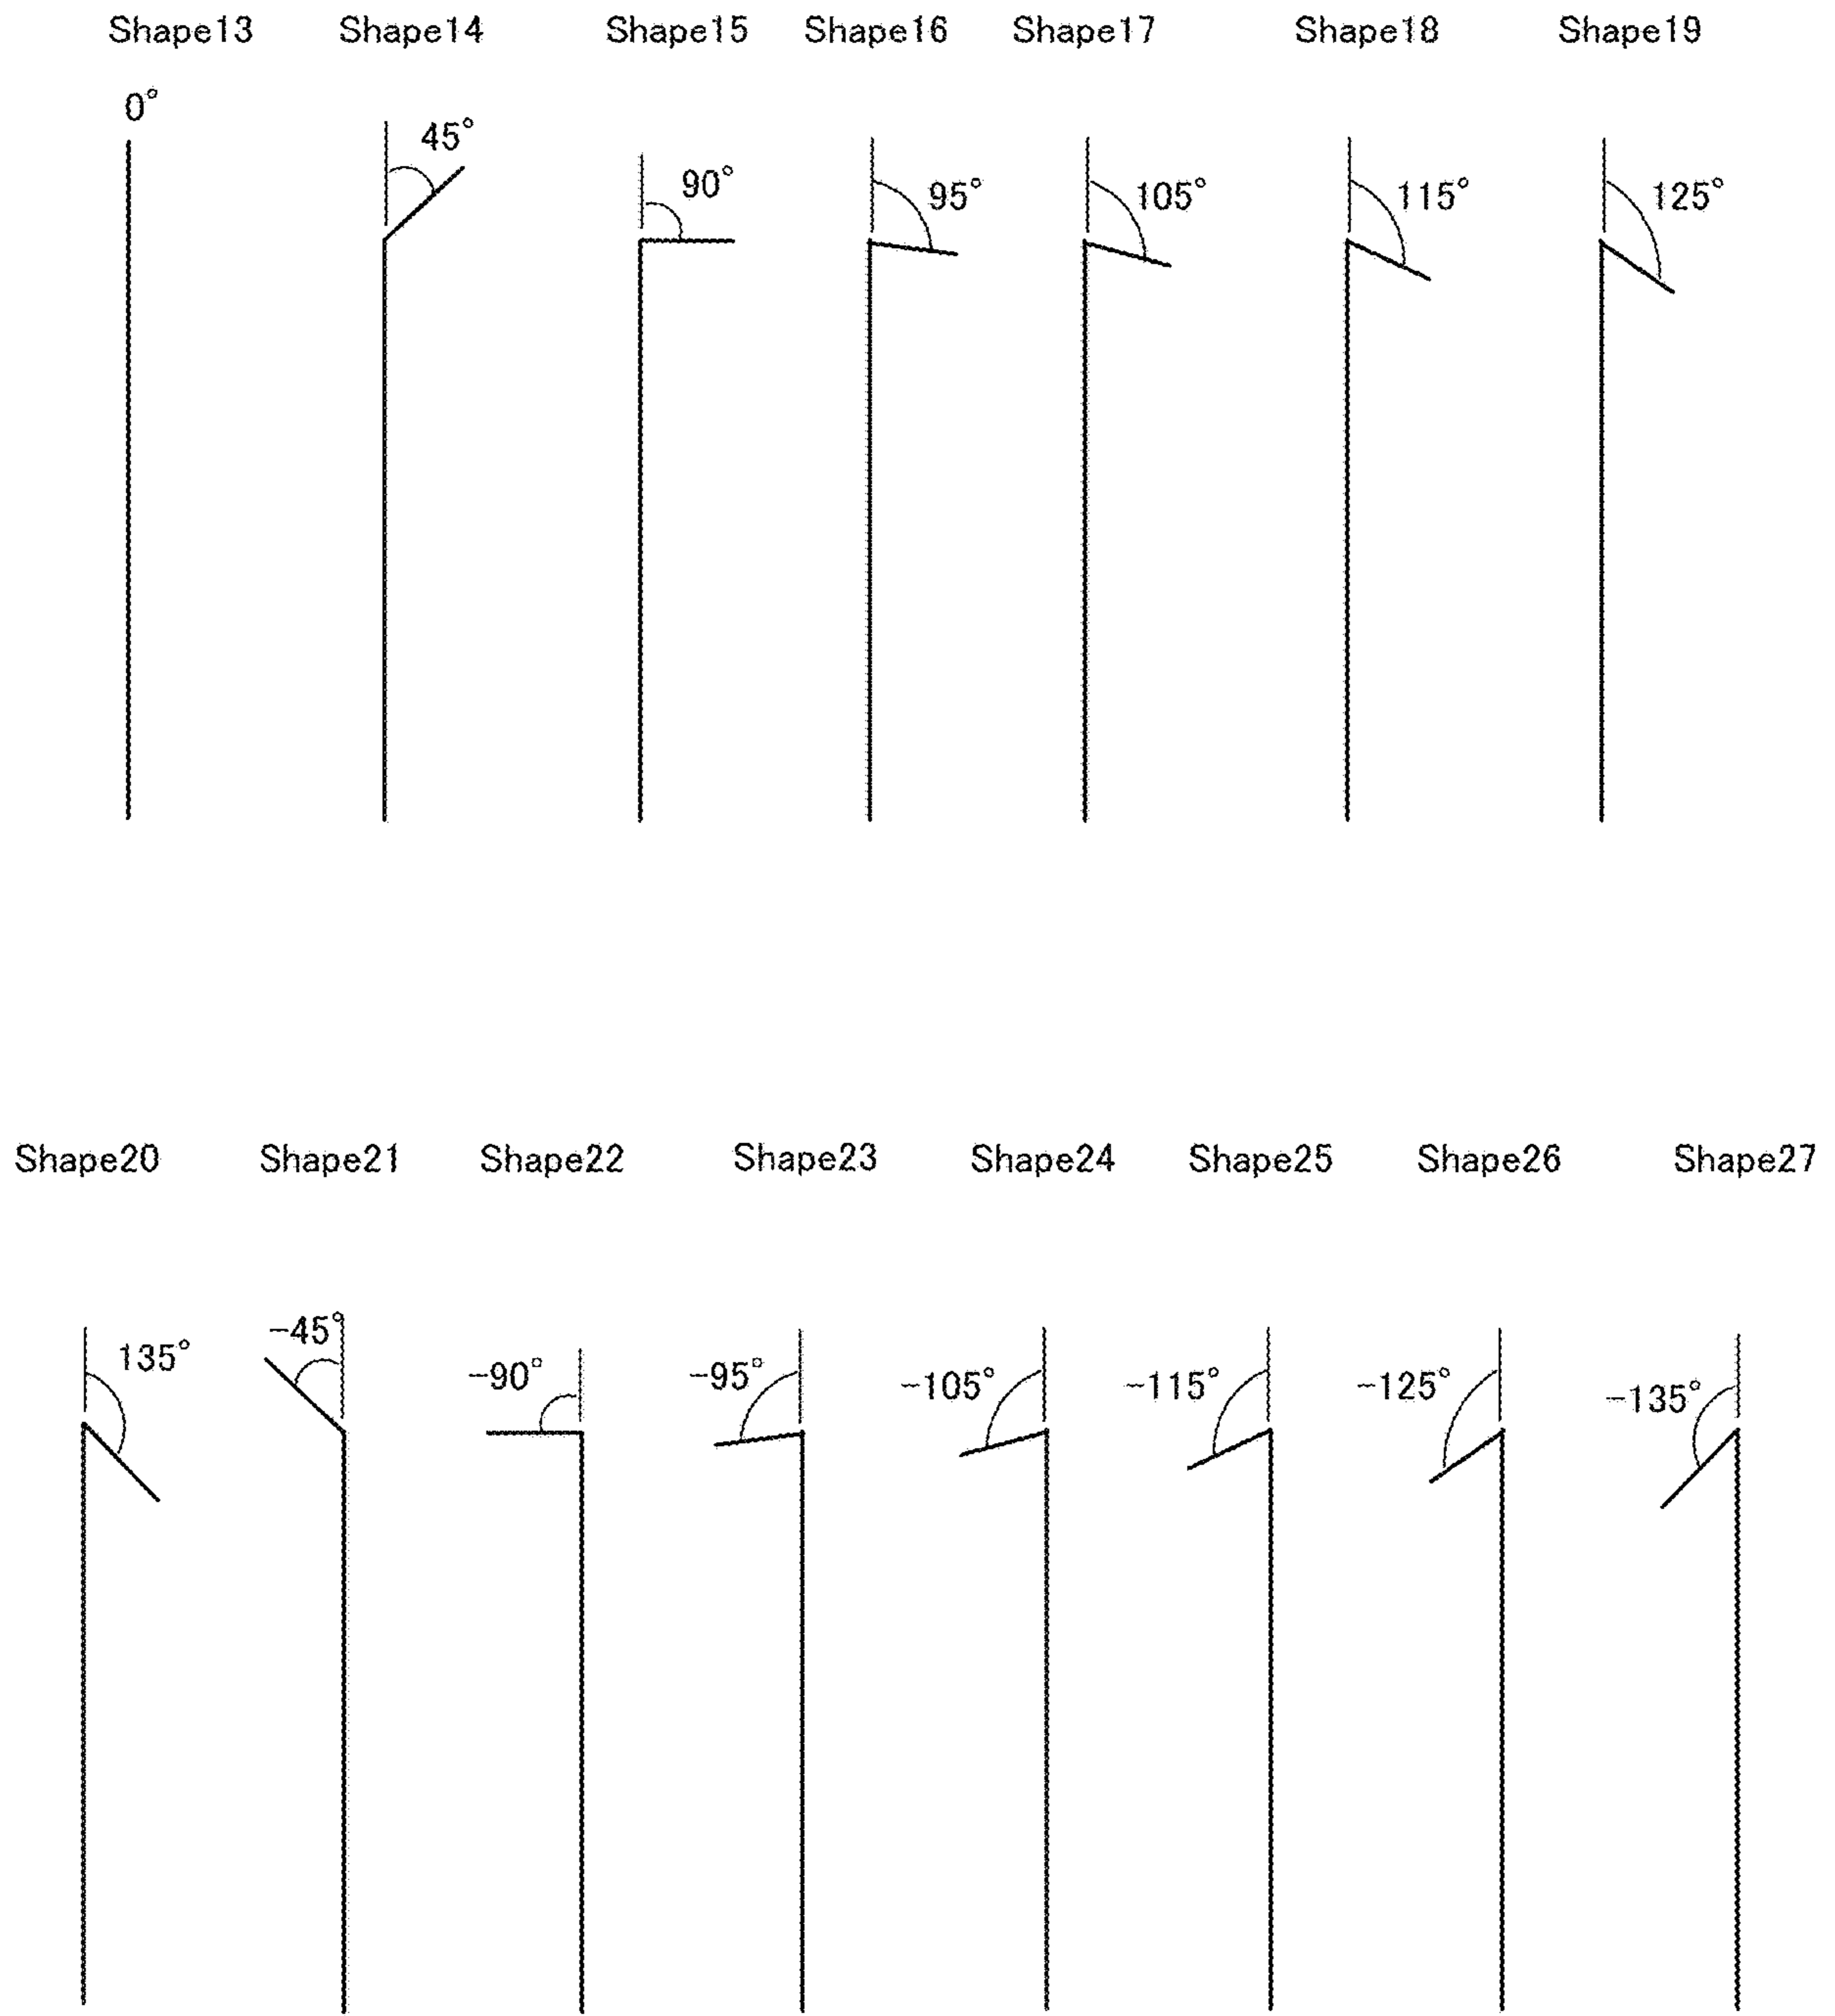 Shape13 Shape14 Shape15 Shape16 Shape17 Shape18 Shape19
0° 45° 90° 95° 105° 115° 125°
Shape20 Shape21 Shape22 Shape23 Shape24 Shape25 Shape26 Shape27
135° -45° -90° -95° -105° -115° -125° -135°